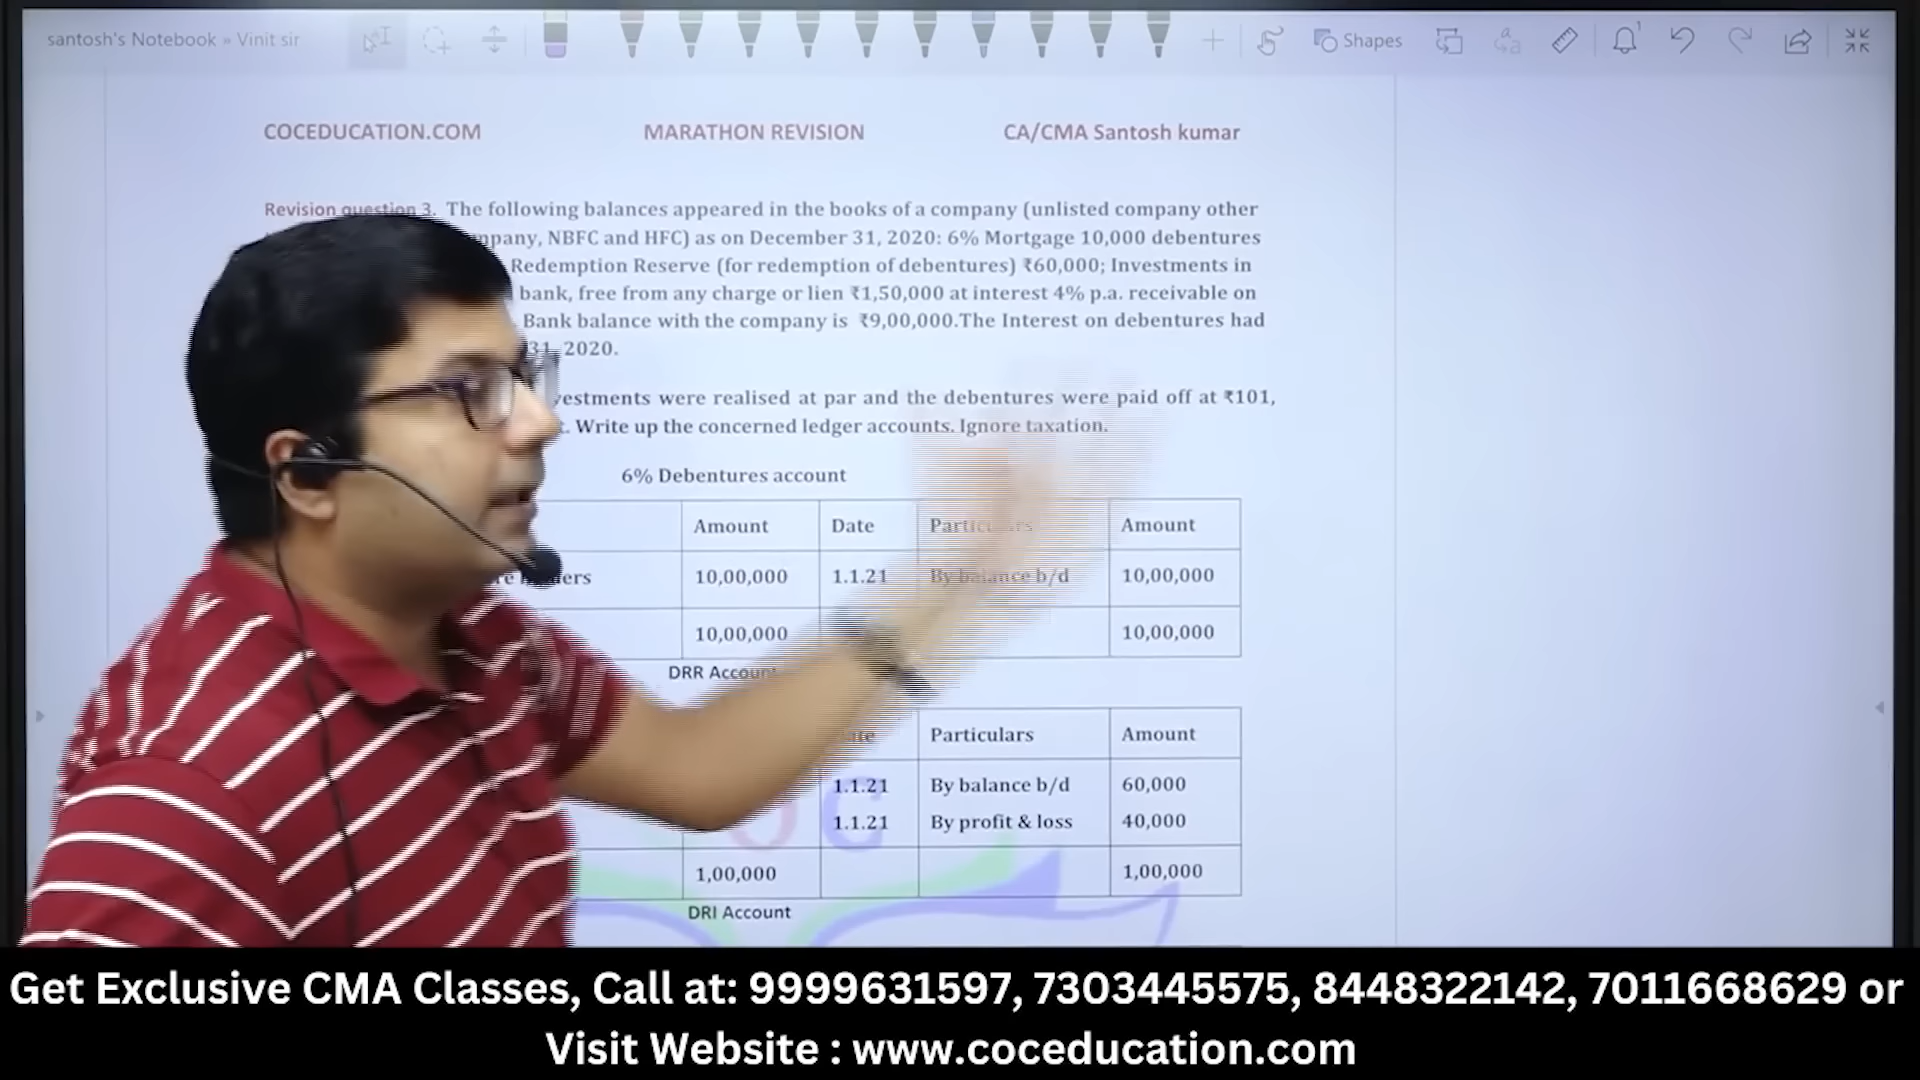 santosh's Notebook » Vinit sir
Shapes
1
COCEDUCATION.COM MARATHON REVISION CA/CMA Santosh kumar
Revision question 3. The following balances appeared in the books of a company (unlisted company other
NBFC and HFC) as on December 31, 2020: 6% Mortgage 10,000 debentures
Redemption Reserve (for redemption of debentures) ₹60,000; Investments in
bank, free from any charge or lien ₹1,50,000 at interest 4% p.a. receivable on
Bank balance with the company is ₹9,00,000.The Interest on debentures had
31, 2020.
were realised at par and the debentures were paid off at ₹101,
Write up the concerned ledger accounts. Ignore taxation.
6% Debentures account
Amount Date Particulars Amount
10,00,000 1.1.21 By balance b/d 10,00,000
10,00,000 10,00,000
DRR Account
Date Particulars Amount
1.1.21 By balance b/d 60,000
1.1.21 By profit & loss 40,000
1,00,000 1,00,000
DRI Account
Get Exclusive CMA Classes, Call at: 9999631597, 7303445575, 8448322142, 7011668629 or
Visit Website : www.coceducation.com